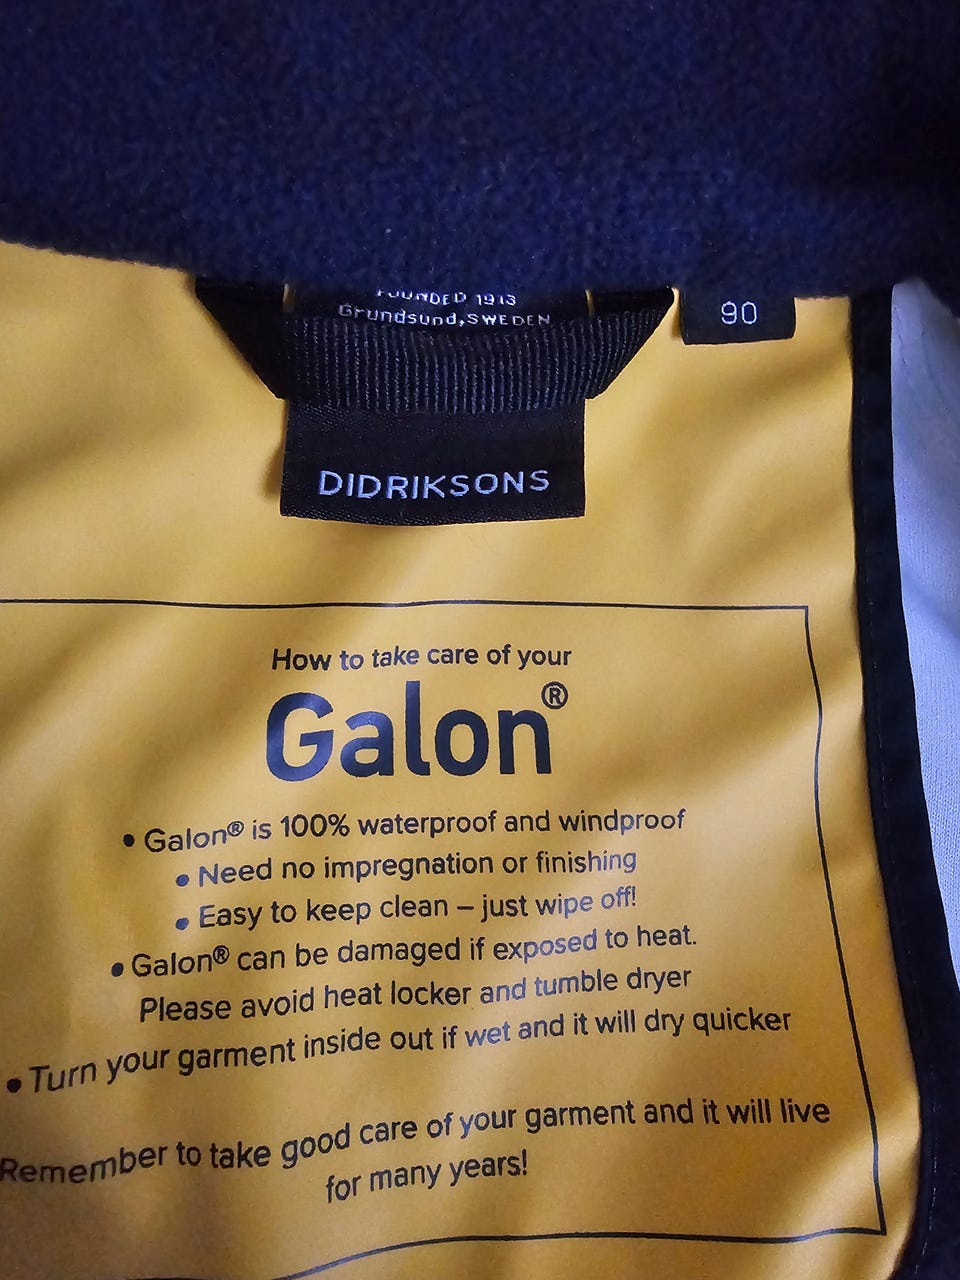 FOUNDED 1913
Grundsund, SWEDEN
90
DIDRIKSONS
How to take care of your
Galon®
• Galon® is 100% waterproof and windproof
• Need no impregnation or finishing
• Easy to keep clean – just wipe off!
• Galon® can be damaged if exposed to heat.
Please avoid heat locker and tumble dryer
• Turn your garment inside out if wet and it will dry quicker
Remember to take good care of your garment and it will live
for many years!